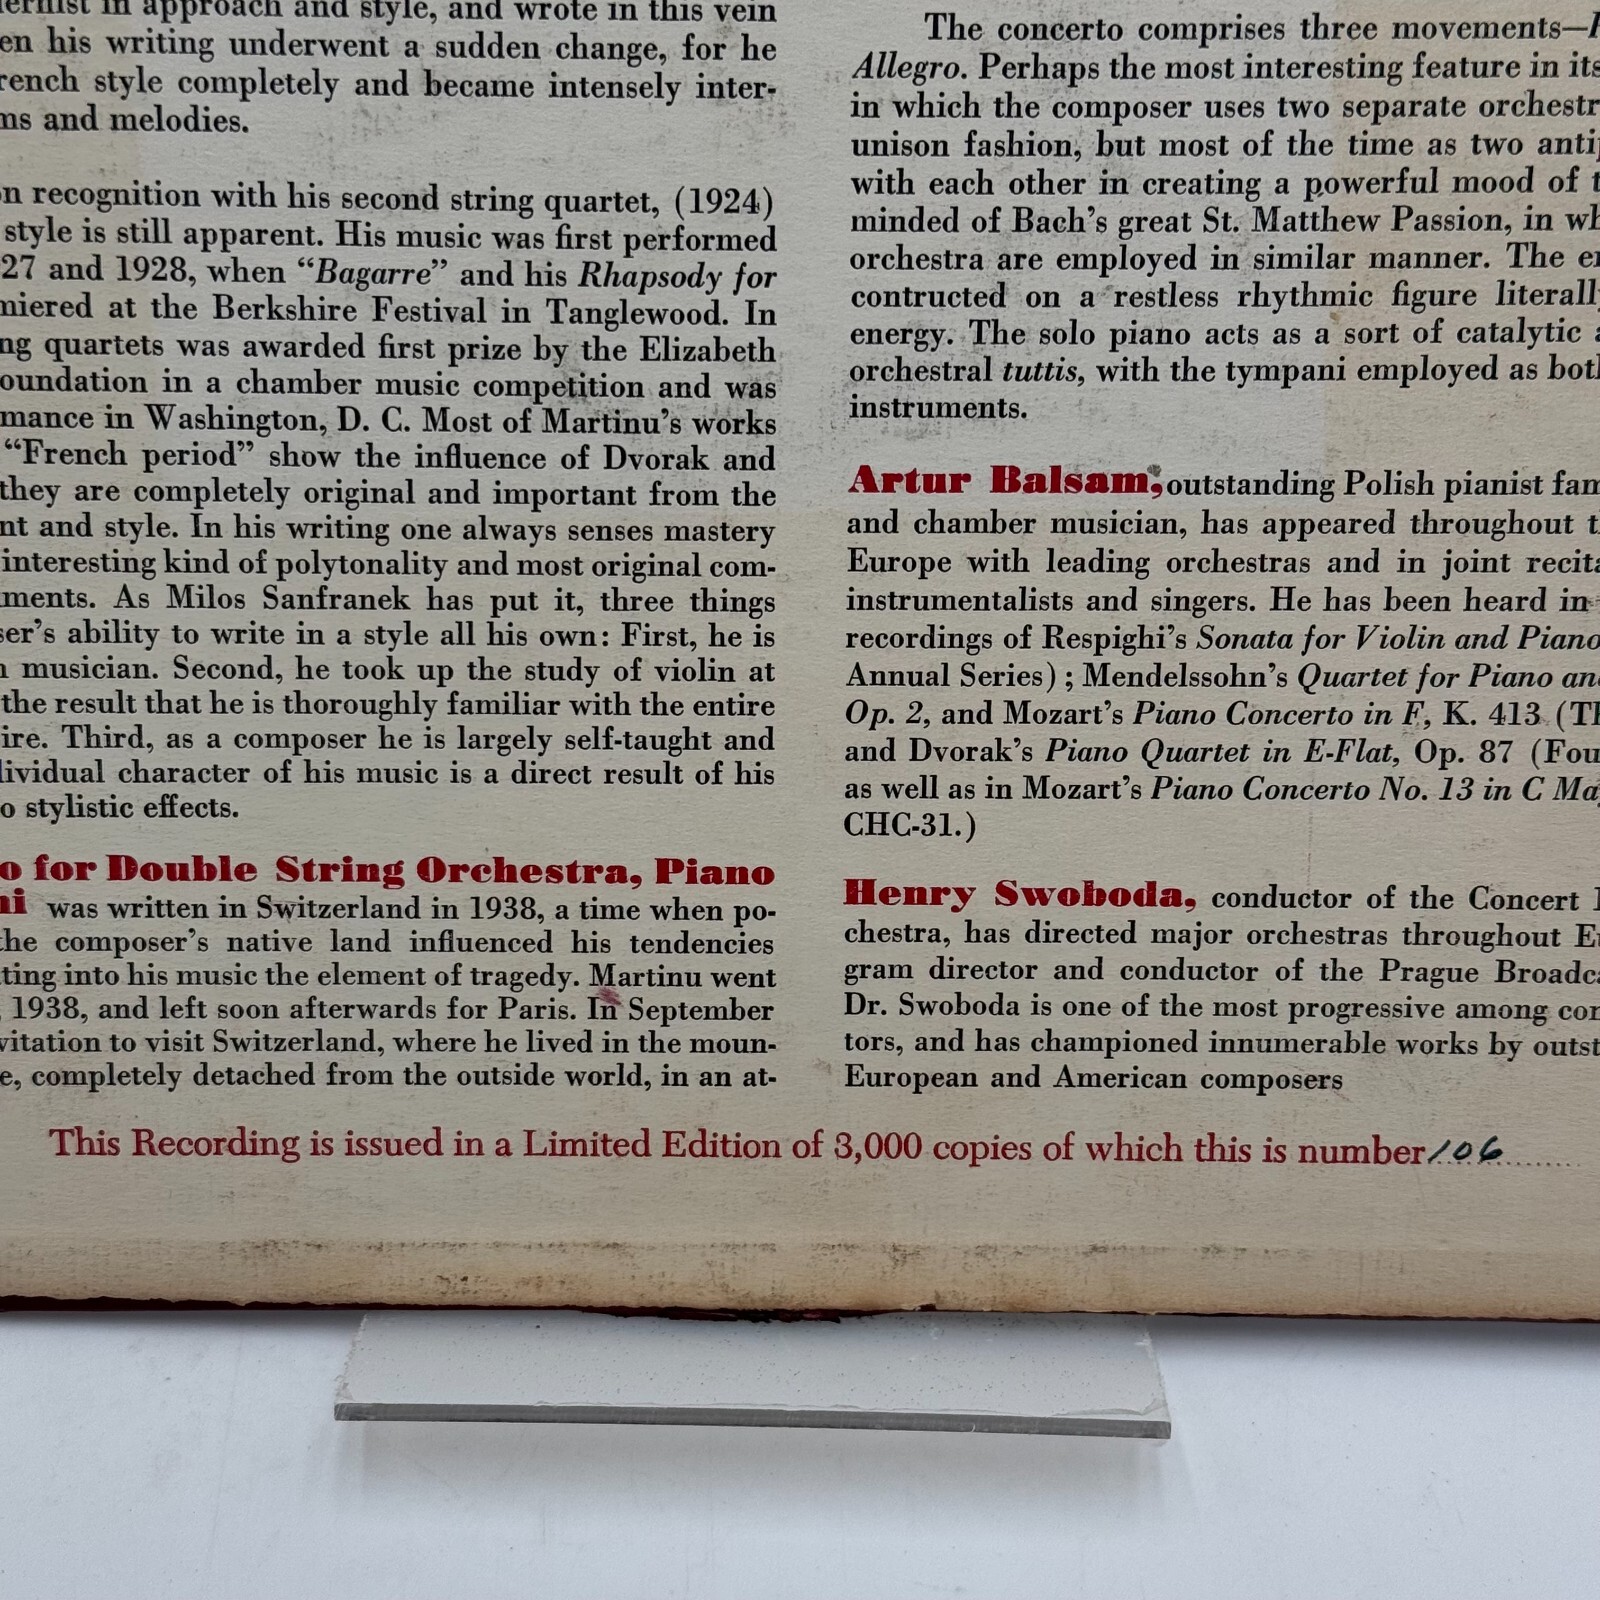 in approach and style, and wrote in this vein
en his writing underwent a sudden change, for he
rench style completely and became intensely inter-
ms and melodies.
on recognition with his second string quartet, (1924)
style is still apparent. His music was first performed
27 and 1928, when “Bagarre” and his Rhapsody for
miered at the Berkshire Festival in Tanglewood. In
ng quartets was awarded first prize by the Elizabeth
oundation in a chamber music competition and was
mance in Washington, D. C. Most of Martinu’s works
“French period” show the influence of Dvorak and
they are completely original and important from the
nt and style. In his writing one always senses mastery
interesting kind of polytonality and most original com-
ments. As Milos Sanfranek has put it, three things
ser’s ability to write in a style all his own: First, he is
musician. Second, he took up the study of violin at
the result that he is thoroughly familiar with the entire
ire. Third, as a composer he is largely self-taught and
dividual character of his music is a direct result of his
o stylistic effects.
o for Double String Orchestra, Piano
ni was written in Switzerland in 1938, a time when po-
the composer’s native land influenced his tendencies
ting into his music the element of tragedy. Martinu went
, 1938, and left soon afterwards for Paris. In September
vitation to visit Switzerland, where he lived in the moun-
e, completely detached from the outside world, in an at-
The concerto comprises three movements—
Allegro. Perhaps the most interesting feature in its
in which the composer uses two separate orchestr
unison fashion, but most of the time as two anti
with each other in creating a powerful mood of t
minded of Bach’s great St. Matthew Passion, in wh
orchestra are employed in similar manner. The en
contructed on a restless rhythmic figure literall
energy. The solo piano acts as a sort of catalytic a
orchestral tuttis, with the tympani employed as both
instruments.
Artur Balsam, outstanding Polish pianist fam
and chamber musician, has appeared throughout t
Europe with leading orchestras and in joint recita
instrumentalists and singers. He has been heard in
recordings of Respighi’s Sonata for Violin and Piano
Annual Series) ; Mendelssohn’s Quartet for Piano an
Op. 2, and Mozart’s Piano Concerto in F, K. 413 (Th
and Dvorak’s Piano Quartet in E-Flat, Op. 87 (Fou
as well as in Mozart’s Piano Concerto No. 13 in C Maj
CHC-31.)
Henry Swoboda, conductor of the Concert
chestra, has directed major orchestras throughout Eu
gram director and conductor of the Prague Broadca
Dr. Swoboda is one of the most progressive among con
tors, and has championed innumerable works by outst
European and American composers
This Recording is issued in a Limited Edition of 3,000 copies of which this is number 106